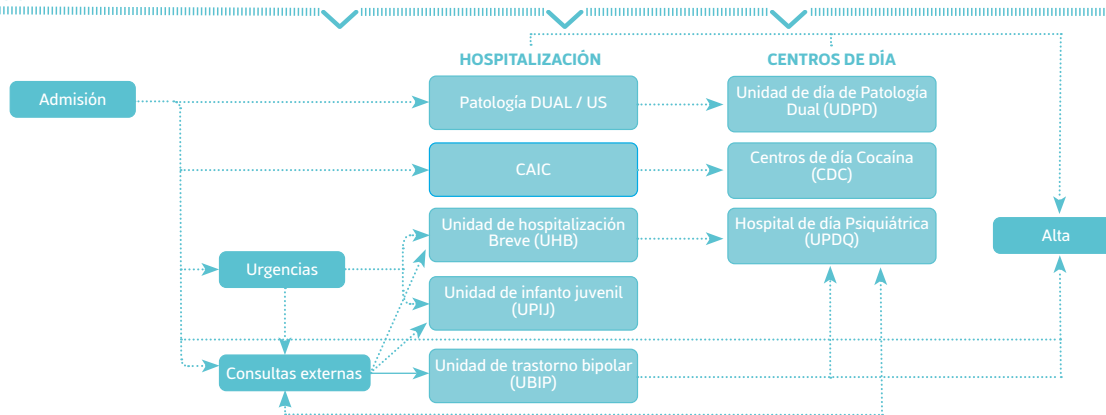 HOSPITALIZACIÓN
CENTROS DE DÍA
Admisión
Patología DUAL / US
Unidad de día de Patología
Dual (UDPD)
CAIC
Centros de día Cocaína
(CDC)
Unidad de hospitalización
Breve (UHB)
Hospital de día Psiquiátrica
(UPDQ)
Alta
Urgencias
Unidad de infanto juvenil
(UPIJ)
Consultas externas
Unidad de trastorno bipolar
(UBIP)